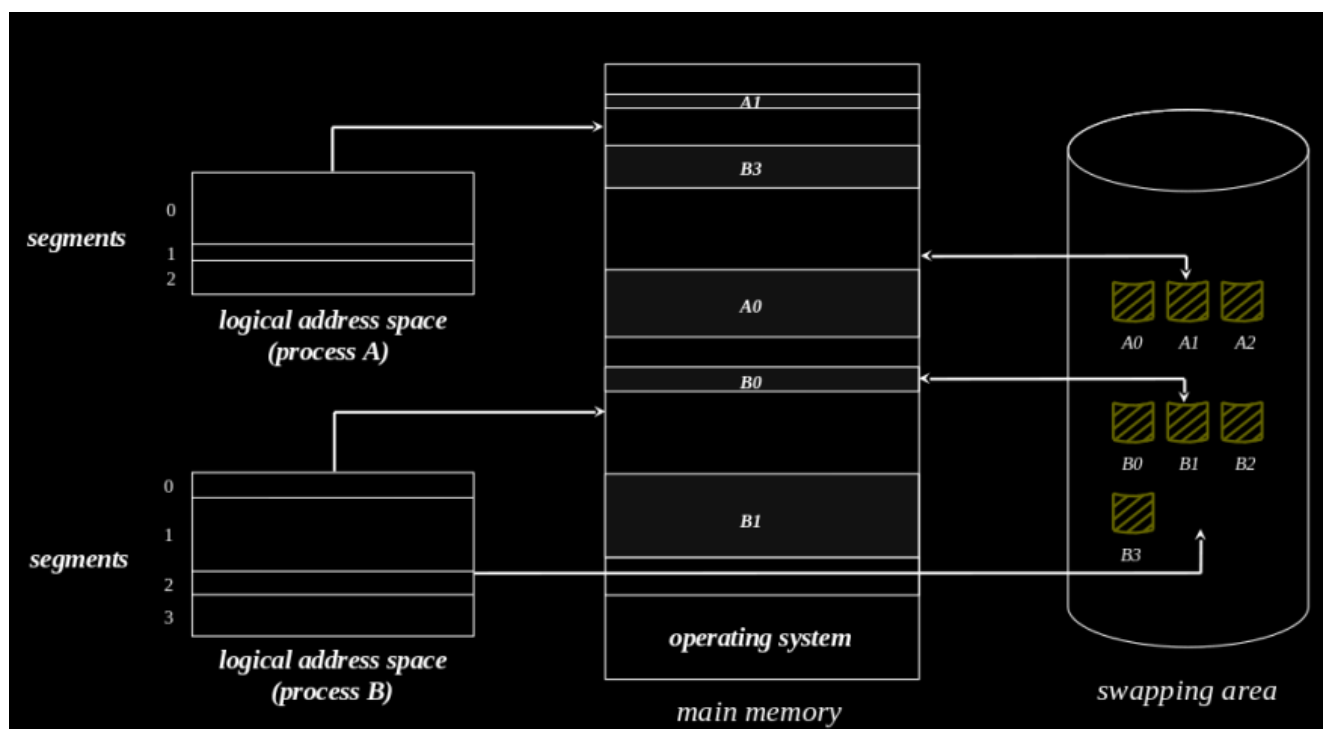 A1
B3
0
segments
1
2
logical address space
(process A)
A0
A0 A1 A2
B0
B0 B1 B2
0
1
segments
2
3
B1
B3
operating system
logical address space
(process B)
main memory
swapping area